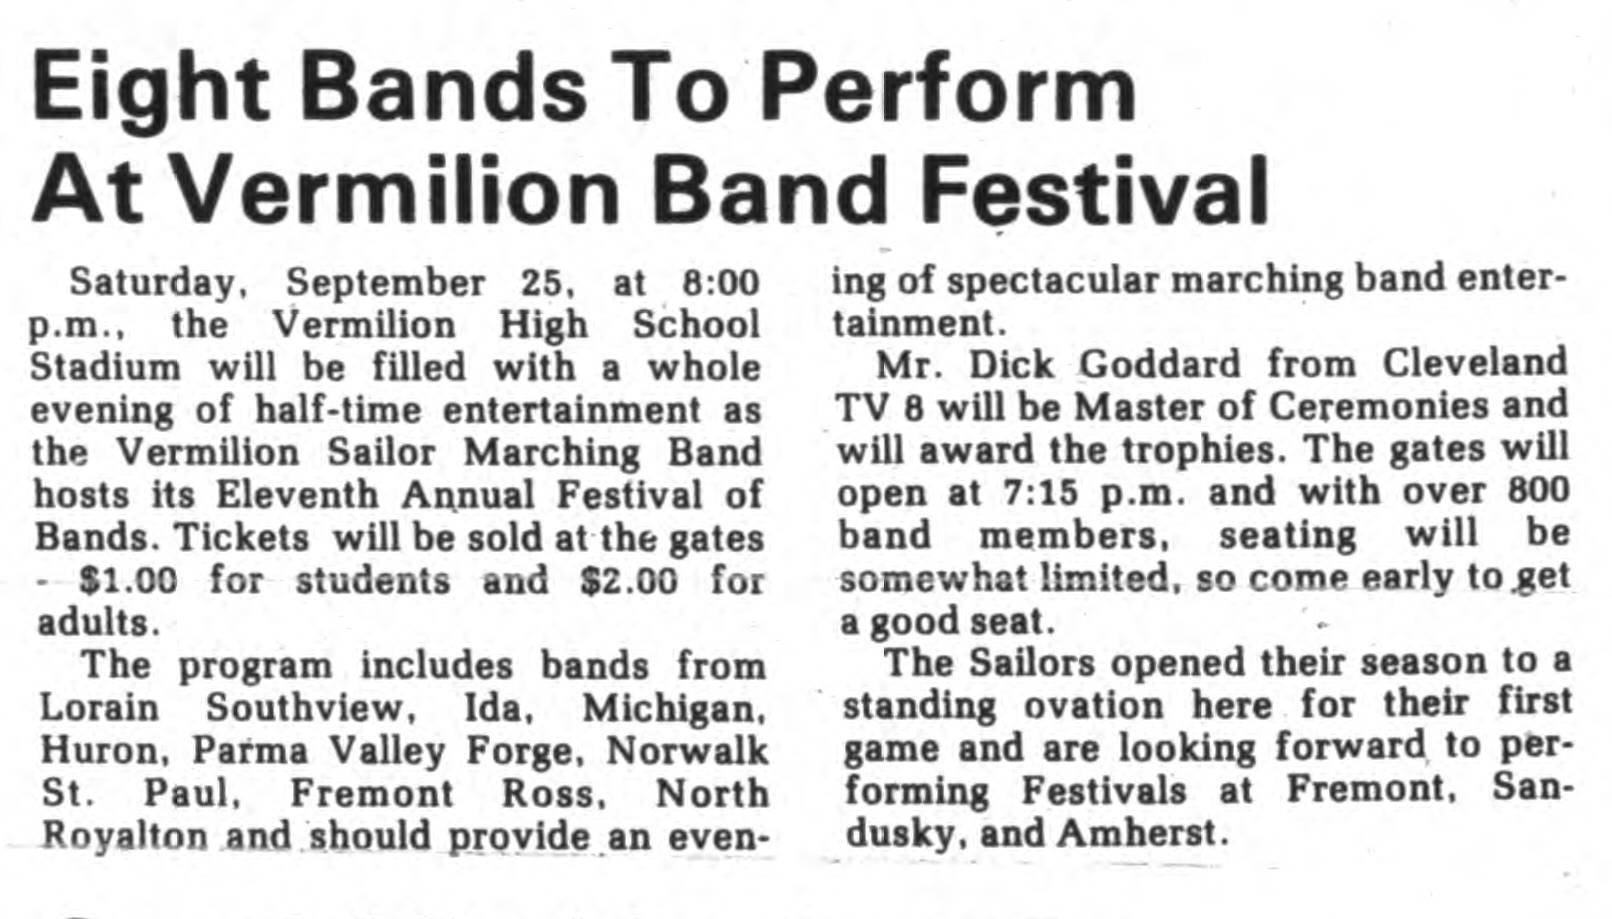 Eight Bands To Perform
At Vermilion Band Festival
Saturday, September 25, at 8:00
p.m., the Vermilion High School
Stadium will be filled with a whole
evening of half-time entertainment as
the Vermilion Sailor Marching Band
hosts its Eleventh Annual Festival of
Bands. Tickets will be sold at the gates
- $1.00 for students and $2.00 for
adults.
The program includes bands from
Lorain Southview, Ida, Michigan,
Huron, Parma Valley Forge, Norwalk
St. Paul, Fremont Ross, North
Royalton and should provide an even-
ing of spectacular marching band enter-
tainment.
Mr. Dick Goddard from Cleveland
TV 8 will be Master of Ceremonies and
will award the trophies. The gates will
open at 7:15 p.m. and with over 800
band members, seating will be
somewhat limited, so come early to get
a good seat.
The Sailors opened their season to a
standing ovation here for their first
game and are looking forward to per-
forming Festivals at Fremont, San-
dusky, and Amherst.